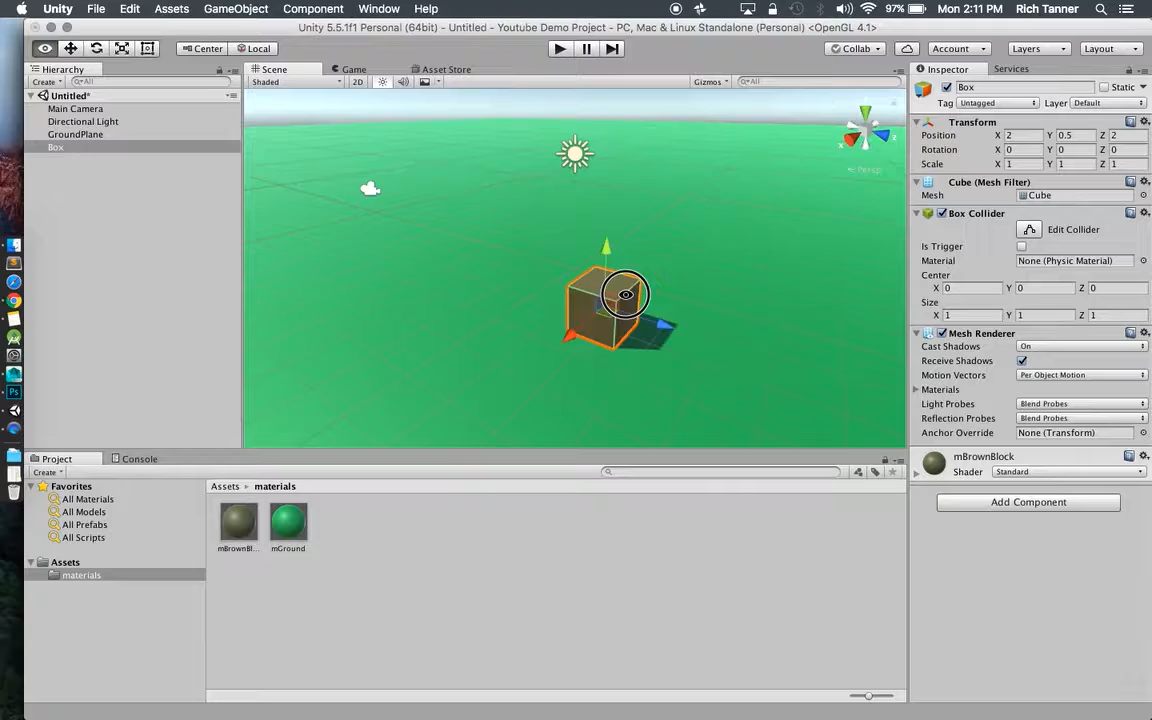 Unity File Edit Assets GameObject Component Window Help 97% Mon 2:11 PM Rich Tanner
Unity 5.5.1f1 Personal (64bit) - Untitled - Youtube Demo Project - PC, Mac & Linux Standalone (Personal) <OpenGL 4.1>
Center Local Collab Account Layers Layout
Hierarchy Scene Game Asset Store Inspector Services
Create All Shaded 2D Gizmos All
Box Static
Untitled*
Tag Untagged Layer Default
Main Camera
Directional Light
GroundPlane
Box
Transform
Position X 2 Y 0.5 Z 2
Rotation X 0 Y 0 Z 0
Scale X 1 Y 1 Z 1
x
z
Persp
Cube (Mesh Filter)
Mesh Cube
Box Collider
Edit Collider
Is Trigger
Material None (Physic Material)
Center
X 0 Y 0 Z 0
Size
X 1 Y 1 Z 1
Mesh Renderer
Cast Shadows On
Receive Shadows
Motion Vectors Per Object Motion
Materials
Light Probes Blend Probes
Reflection Probes Blend Probes
Anchor Override None (Transform)
mBrownBlock
Shader Standard
Add Component
Project Console
Create
Favorites
All Materials
All Models
All Prefabs
All Scripts
Assets
materials
Assets materials
mBrownBl... mGround
Ps